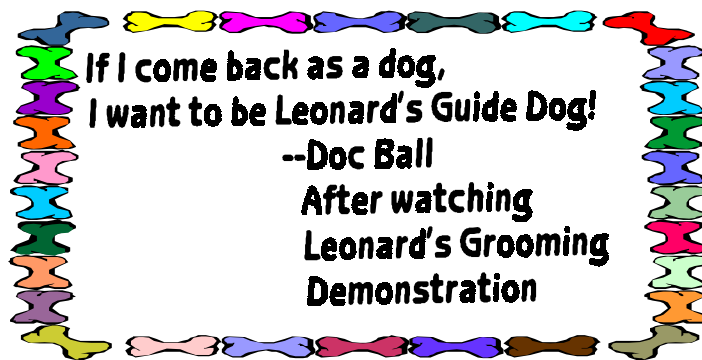 If I come back as a dog,
I want to be Leonard's Guide Dog!
--Doc Ball
After watching
Leonard's Grooming
Demonstration